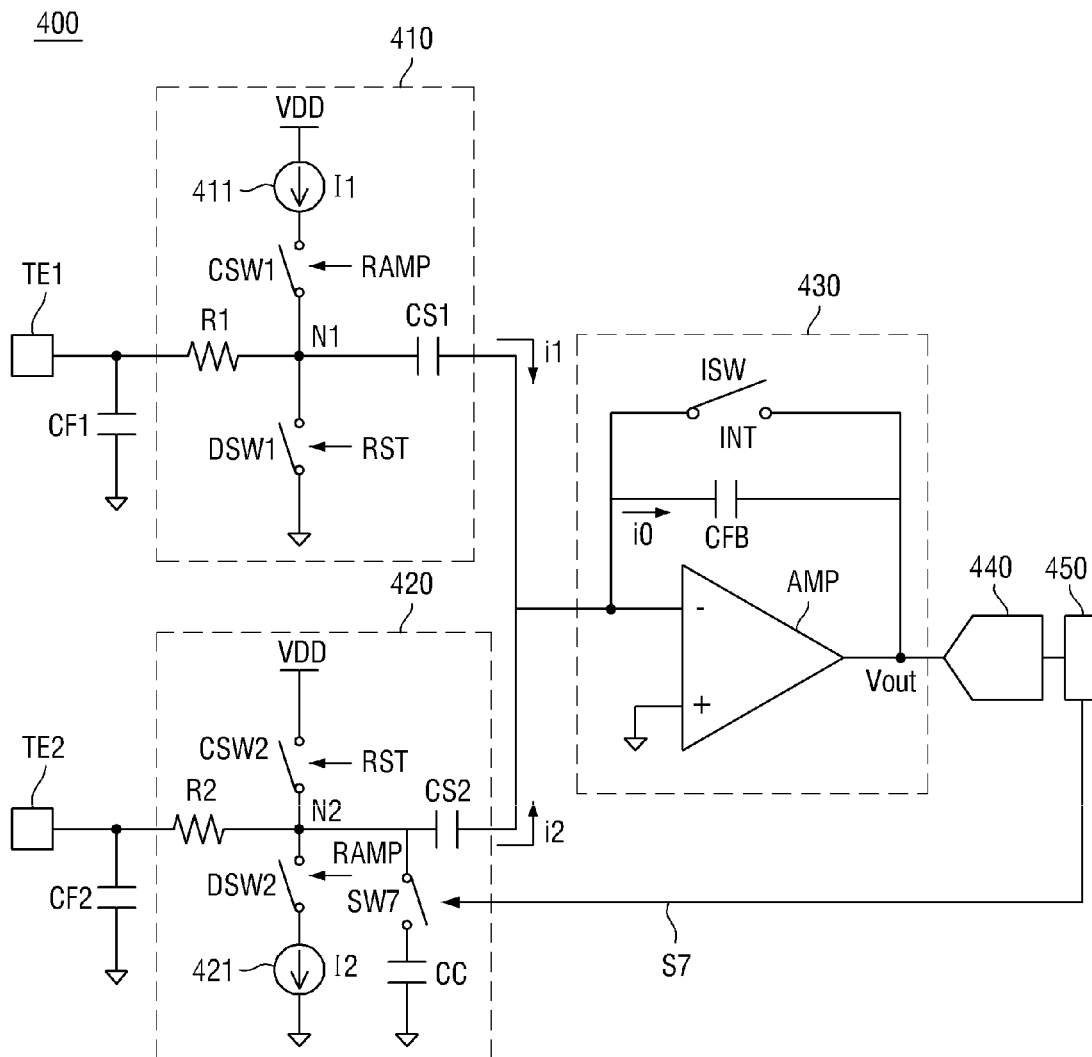 400
410
VDD
411
I1
CSW1
RAMP
TE1
R1
N1
CS1
i1
CF1
DSW1
RST
430
ISW
INT
i0
CFB
AMP
-
+
Vout
440
450
420
VDD
CSW2
RST
TE2
R2
N2
CS2
i2
RAMP
CF2
DSW2
SW7
421
I2
CC
S7